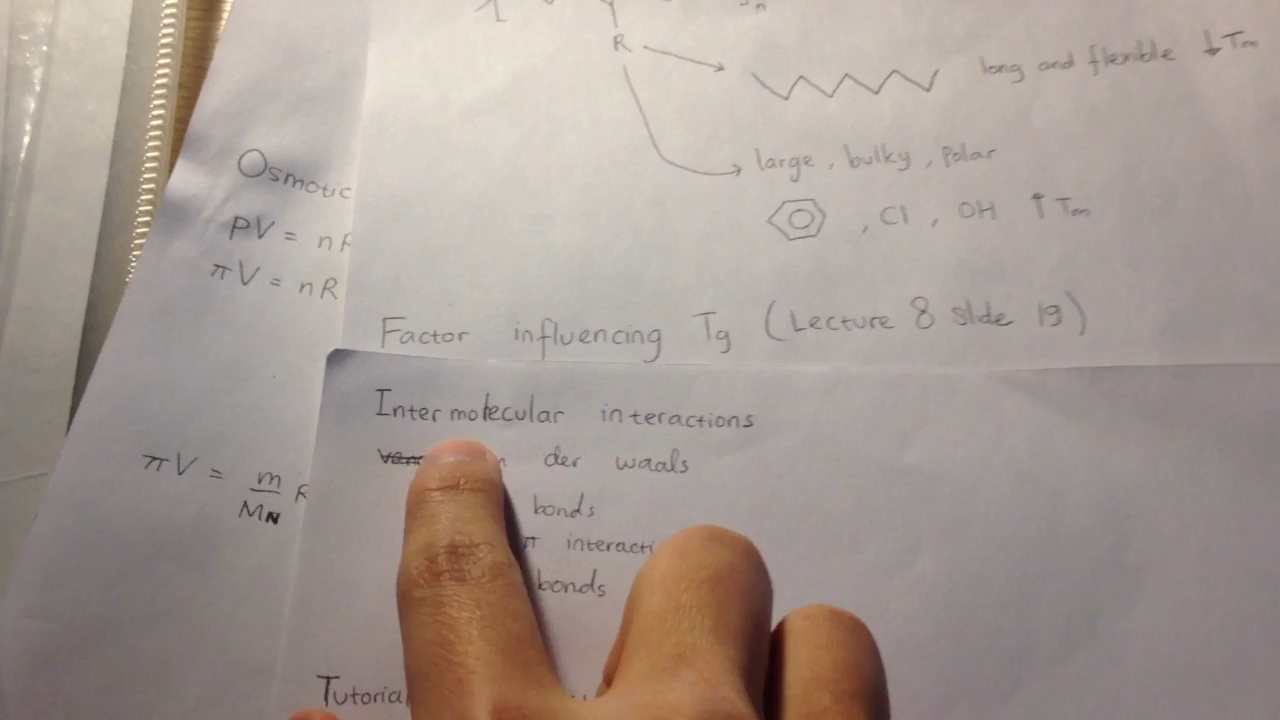 R
long and flexible ↓Tm
large, bulky, Polar
, Cl, OH ↑Tm
Osmotic
PV = nR
πV = nR
πV = m/MN R
Factor influencing Tg (Lecture 8 slide 19)
Intermolecular interactions
der waals
bonds
π interacti
bonds
Tutorial